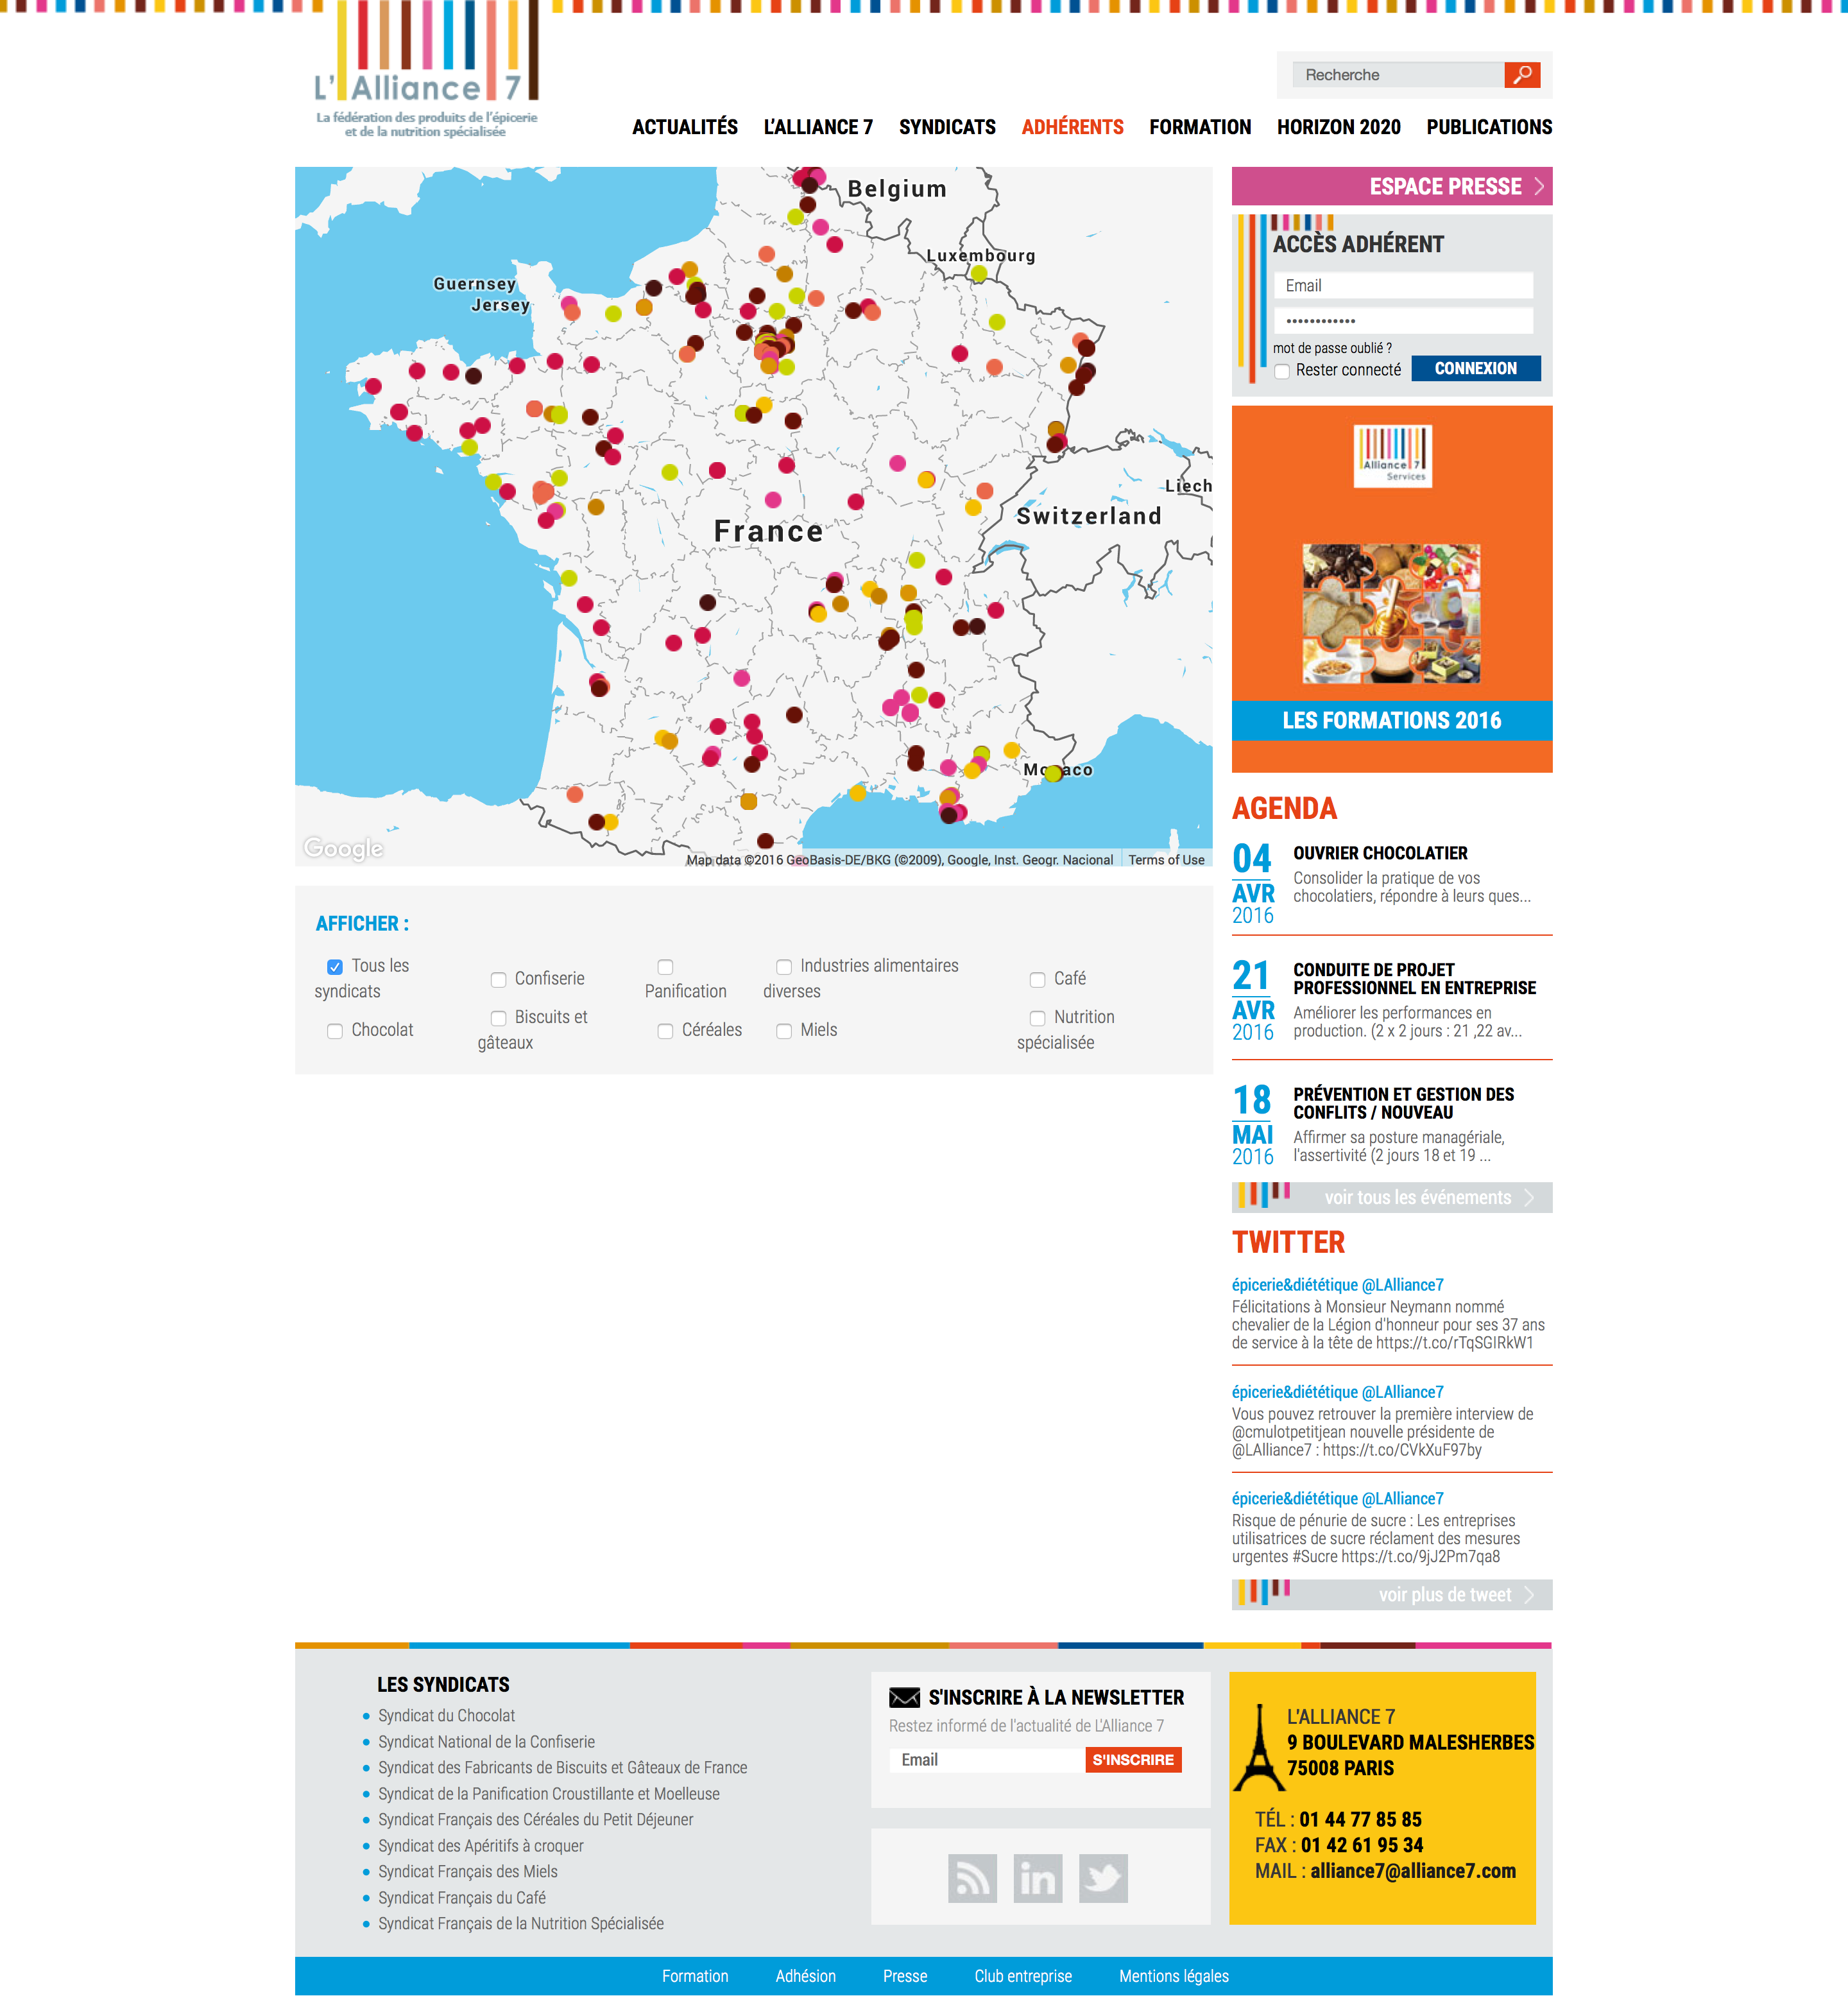 L'Alliance 7
La fédération des produits de l'épicerie
et de la nutrition spécialisée
Recherche
ACTUALITÉS L'ALLIANCE 7 SYNDICATS ADHÉRENTS FORMATION HORIZON 2020 PUBLICATIONS
Belgium
Luxembourg
Guernsey
Jersey
Liech
Switzerland
France
Monaco
Google
Map data ©2016 GeoBasis-DE/BKG (©2009), Google, Inst. Geogr. Nacional Terms of Use
AFFICHER :
Tous les
syndicats
Confiserie
Panification
Industries alimentaires
diverses
Café
Chocolat
Biscuits et
gâteaux
Céréales
Miels
Nutrition
spécialisée
ESPACE PRESSE
ACCÈS ADHÉRENT
Email
••••••••••••
mot de passe oublié ?
Rester connecté
CONNEXION
Alliance 7
Services
LES FORMATIONS 2016
AGENDA
04
AVR
2016
OUVRIER CHOCOLATIER
Consolider la pratique de vos
chocolatiers, répondre à leurs ques...
21
AVR
2016
CONDUITE DE PROJET
PROFESSIONNEL EN ENTREPRISE
Améliorer les performances en
production. (2 x 2 jours : 21 ,22 av...
18
MAI
2016
PRÉVENTION ET GESTION DES
CONFLITS / NOUVEAU
Affirmer sa posture managériale,
l'assertivité (2 jours 18 et 19 ...
voir tous les événements
TWITTER
épicerie&diététique @LAlliance7
Félicitations à Monsieur Neymann nommé
chevalier de la Légion d'honneur pour ses 37 ans
de service à la tête de https://t.co/rTqSGIRkW1
épicerie&diététique @LAlliance7
Vous pouvez retrouver la première interview de
@cmulotpetitjean nouvelle présidente de
@LAlliance7 : https://t.co/CVkXuF97by
épicerie&diététique @LAlliance7
Risque de pénurie de sucre : Les entreprises
utilisatrices de sucre réclament des mesures
urgentes #Sucre https://t.co/9jJ2Pm7qa8
voir plus de tweet
LES SYNDICATS
Syndicat du Chocolat
Syndicat National de la Confiserie
Syndicat des Fabricants de Biscuits et Gâteaux de France
Syndicat de la Panification Croustillante et Moelleuse
Syndicat Français des Céréales du Petit Déjeuner
Syndicat des Apéritifs à croquer
Syndicat Français des Miels
Syndicat Français du Café
Syndicat Français de la Nutrition Spécialisée
S'INSCRIRE À LA NEWSLETTER
Restez informé de l'actualité de L'Alliance 7
Email
S'INSCRIRE
in
L'ALLIANCE 7
9 BOULEVARD MALESHERBES
75008 PARIS
TÉL : 01 44 77 85 85
FAX : 01 42 61 95 34
MAIL : alliance7@alliance7.com
Formation Adhésion Presse Club entreprise Mentions légales